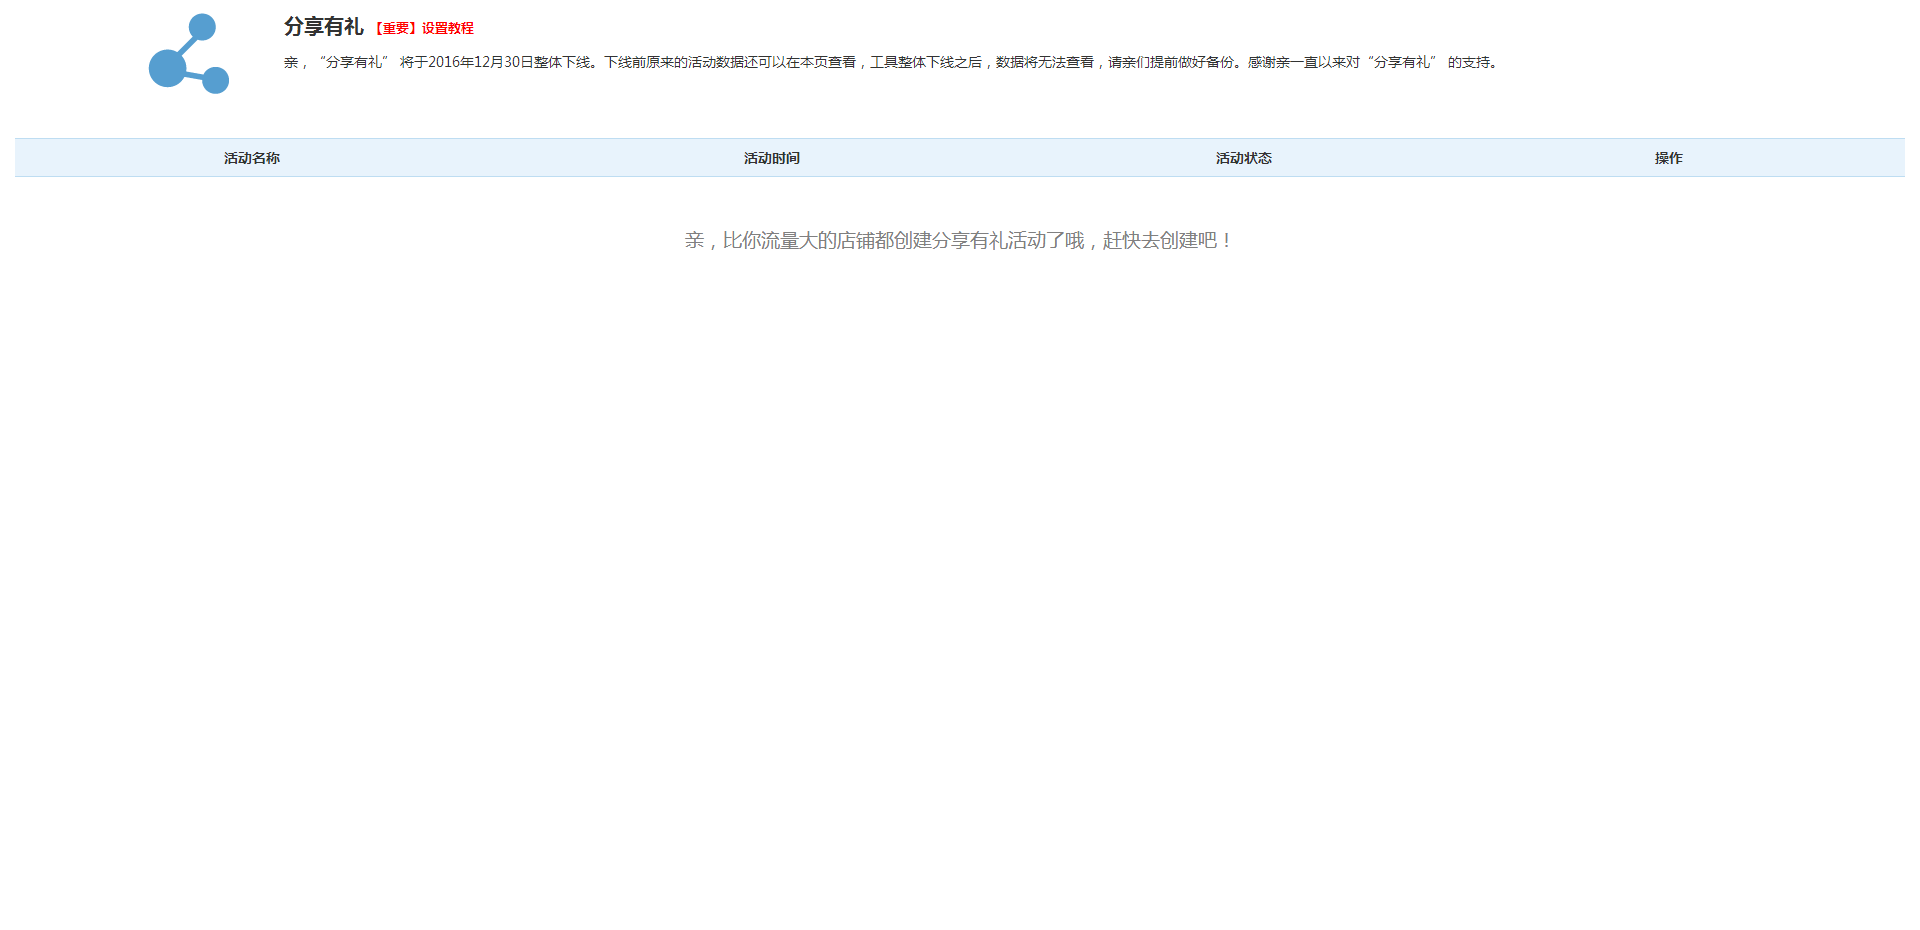 分享有礼 【重要】设置教程
亲，“分享有礼” 将于2016年12月30日整体下线。下线前原来的活动数据还可以在本页查看，工具整体下线之后，数据将无法查看，请亲们提前做好备份。感谢亲一直以来对“分享有礼” 的支持。
活动名称 活动时间 活动状态 操作
亲，比你流量大的店铺都创建分享有礼活动了哦，赶快去创建吧！